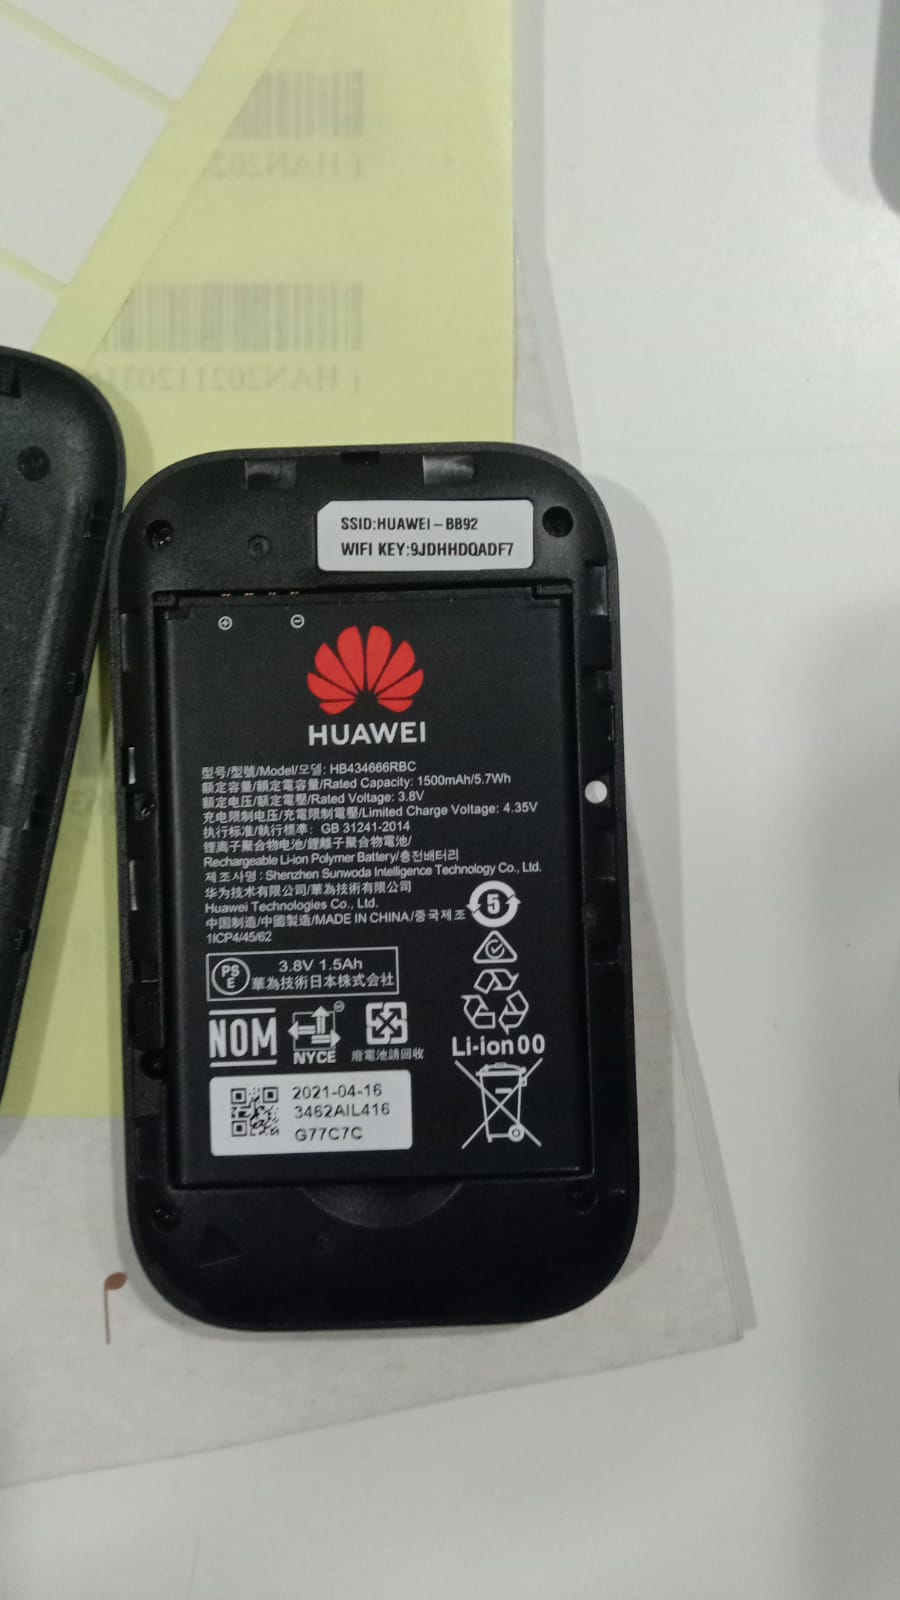 SSID:HUAWEI-BB92
WIFI KEY:9JDHHDQADF7
HUAWEI
型号/型號/Model/모델: HB434666RBC
额定容量/額定電容量/Rated Capacity: 1500mAh/5.7Wh
额定电压/額定電壓/Rated Voltage: 3.8V
充电限制电压/充電限制電壓/Limited Charge Voltage: 4.35V
执行标准/執行標準: GB 31241-2014
锂离子聚合物电池/鋰離子聚合物電池/
Rechargeable Li-ion Polymer Battery/충전배터리
제조사명: Shenzhen Sunwoda Intelligence Technology Co., Ltd.
华为技术有限公司/華為技術有限公司
Huawei Technologies Co., Ltd.
中国制造/中國製造/MADE IN CHINA/중국제조
1ICP4/45/62
5
PS E
3.8V 1.5Ah
華為技術日本株式会社
NOM
NYCE
廢電池請回收
Li-ion00
2021-04-16
3462AIL416
G77C7C